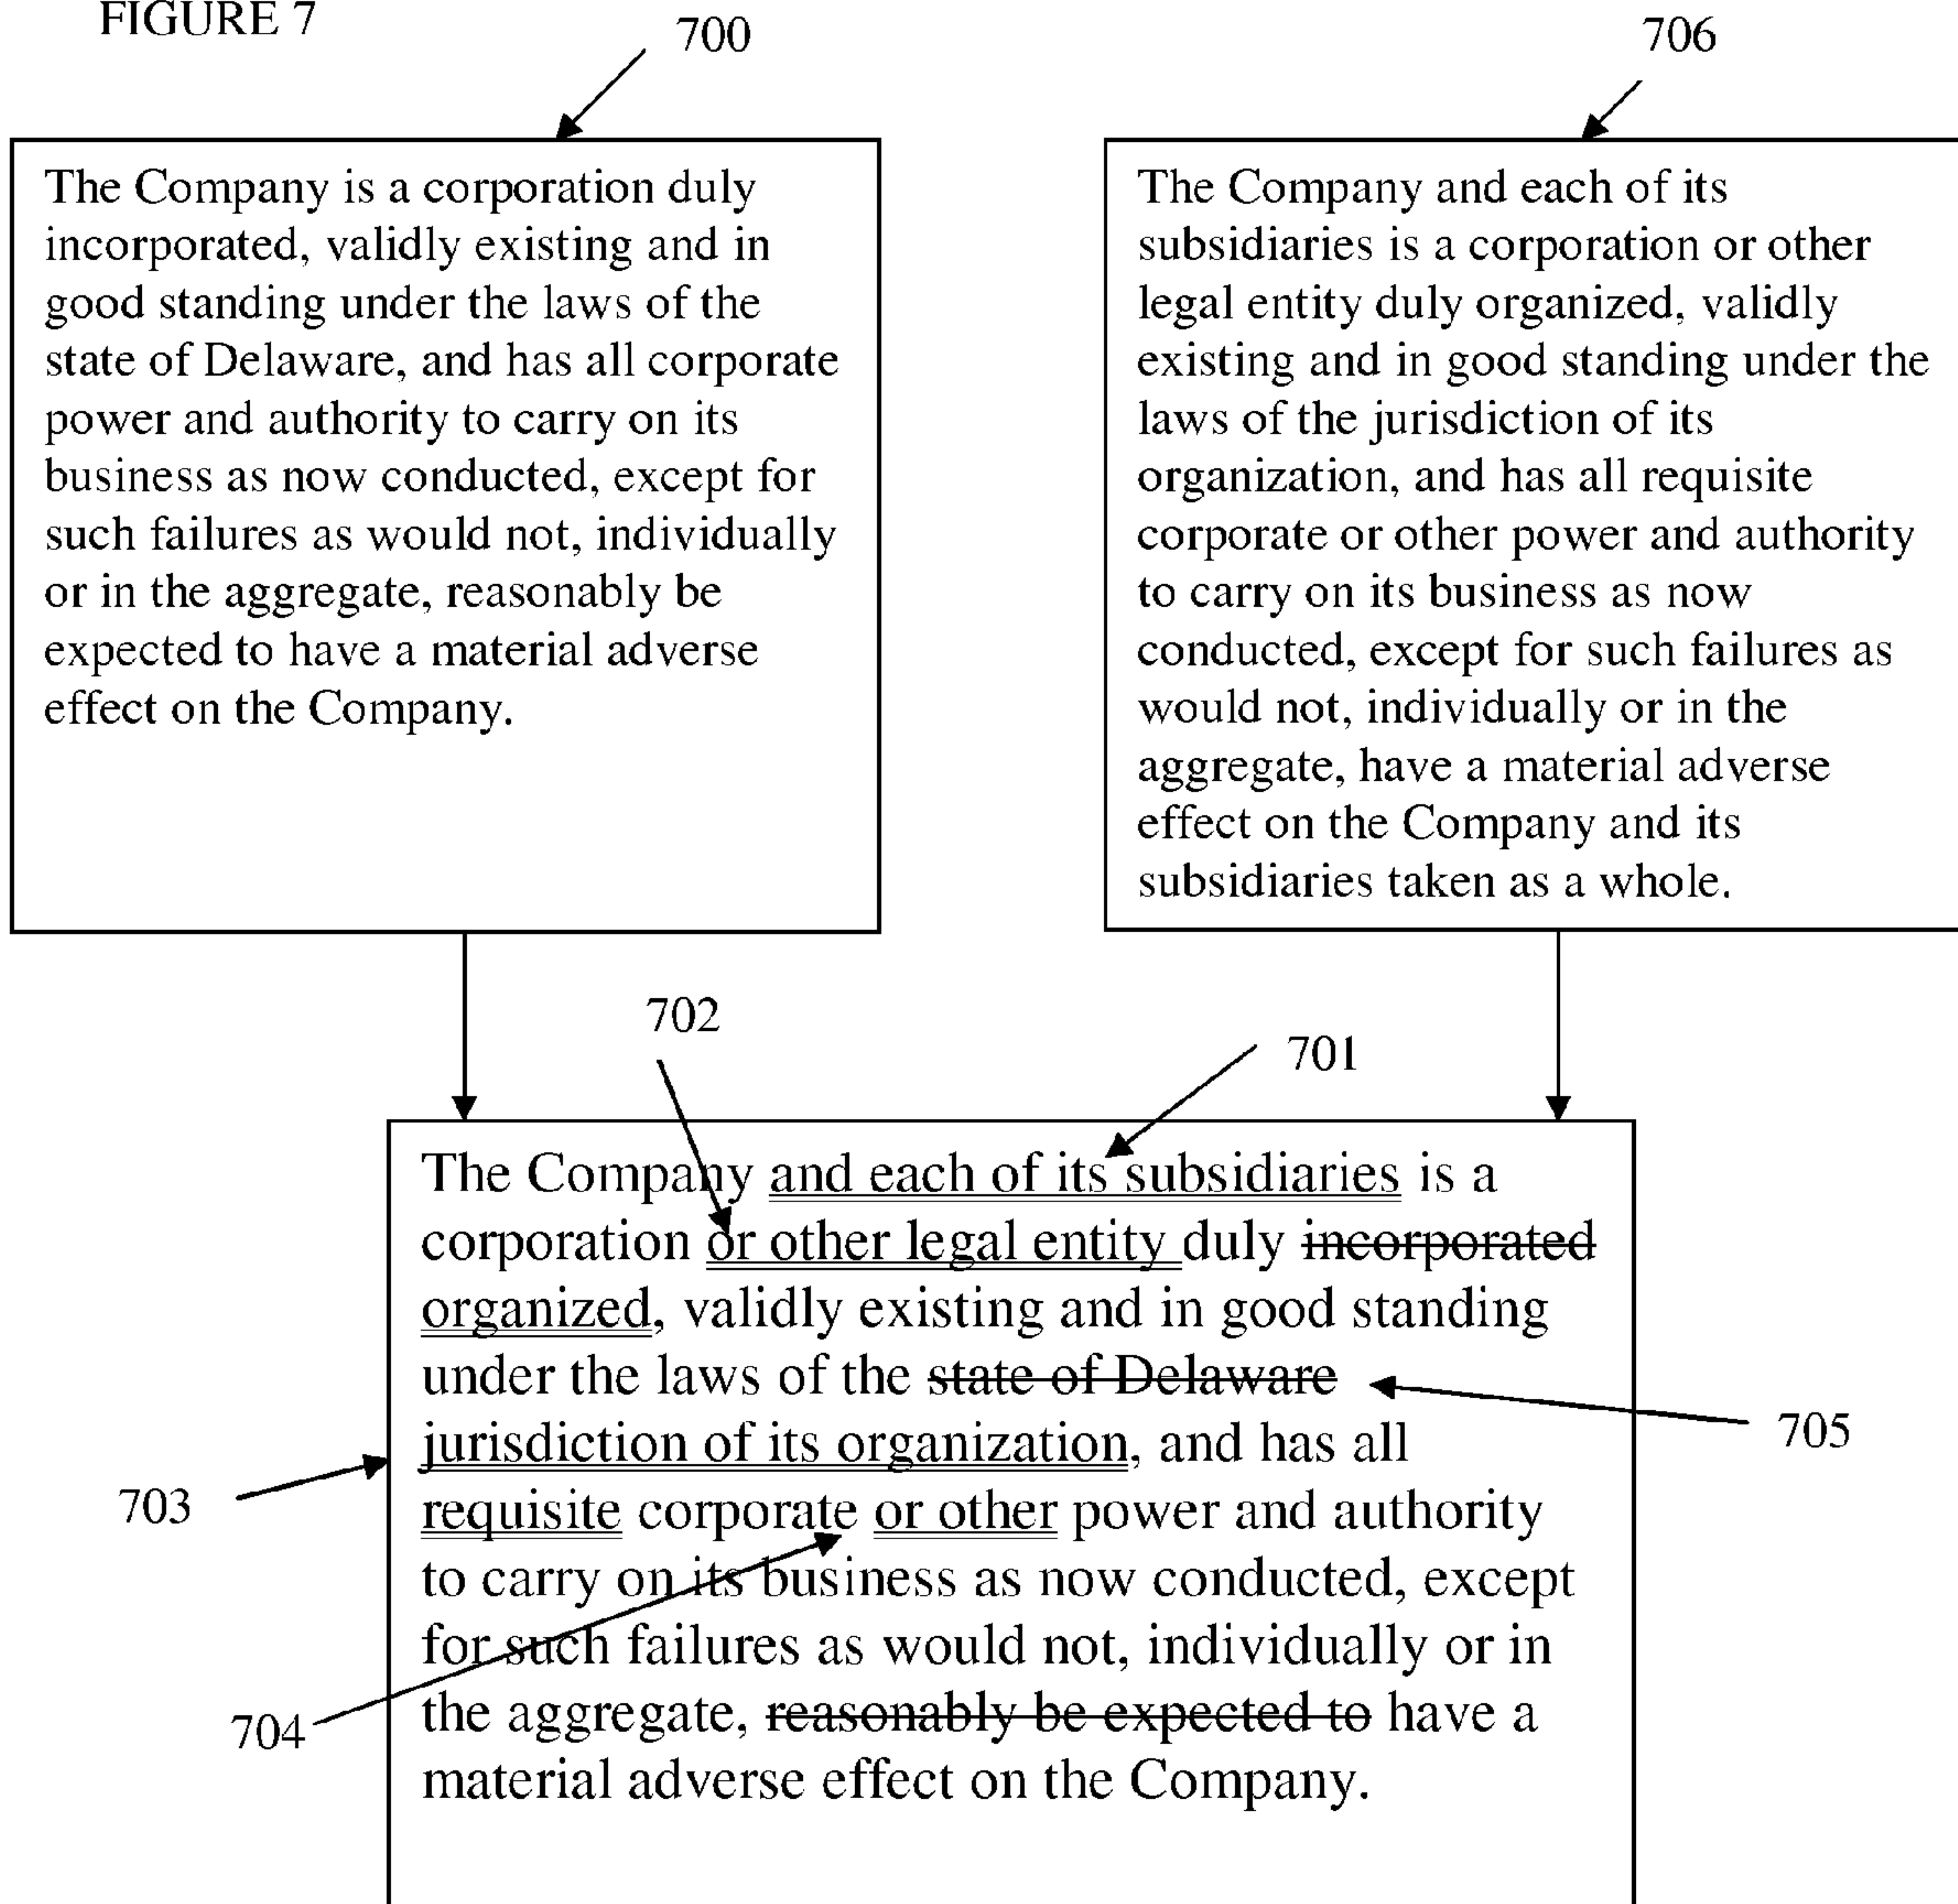 FIGURE 7
700
706
The Company is a corporation duly
incorporated, validly existing and in
good standing under the laws of the
state of Delaware, and has all corporate
power and authority to carry on its
business as now conducted, except for
such failures as would not, individually
or in the aggregate, reasonably be
expected to have a material adverse
effect on the Company.
The Company and each of its
subsidiaries is a corporation or other
legal entity duly organized, validly
existing and in good standing under the
laws of the jurisdiction of its
organization, and has all requisite
corporate or other power and authority
to carry on its business as now
conducted, except for such failures as
would not, individually or in the
aggregate, have a material adverse
effect on the Company and its
subsidiaries taken as a whole.
702
701
The Company and each of its subsidiaries is a
corporation or other legal entity duly incorporated
organized, validly existing and in good standing
under the laws of the state of Delaware
jurisdiction of its organization, and has all
requisite corporate or other power and authority
to carry on its business as now conducted, except
for such failures as would not, individually or in
the aggregate, reasonably be expected to have a
material adverse effect on the Company.
705
703
704